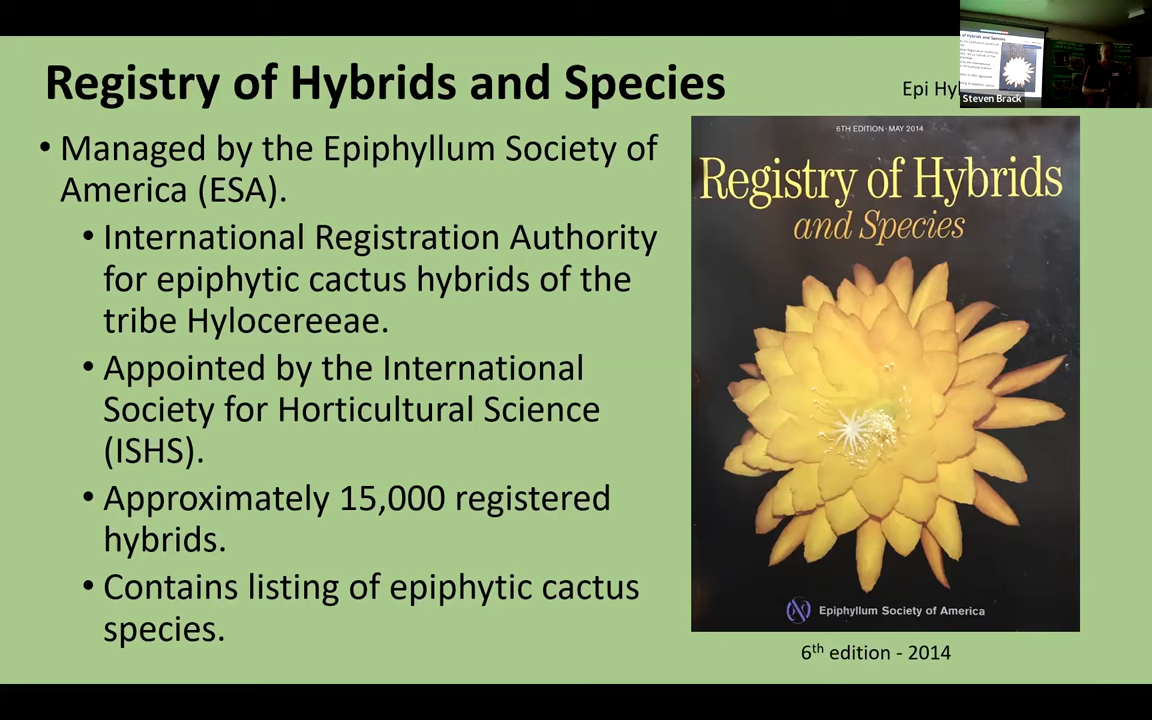 Registry of Hybrids and Species
Epi Hy
Steven Brack
• Managed by the Epiphyllum Society of
America (ESA).
• International Registration Authority
for epiphytic cactus hybrids of the
tribe Hylocereeae.
• Appointed by the International
Society for Horticultural Science
(ISHS).
• Approximately 15,000 registered
hybrids.
• Contains listing of epiphytic cactus
species.
6TH EDITION · MAY 2014
Registry of Hybrids
and Species
Epiphyllum Society of America
6th edition - 2014